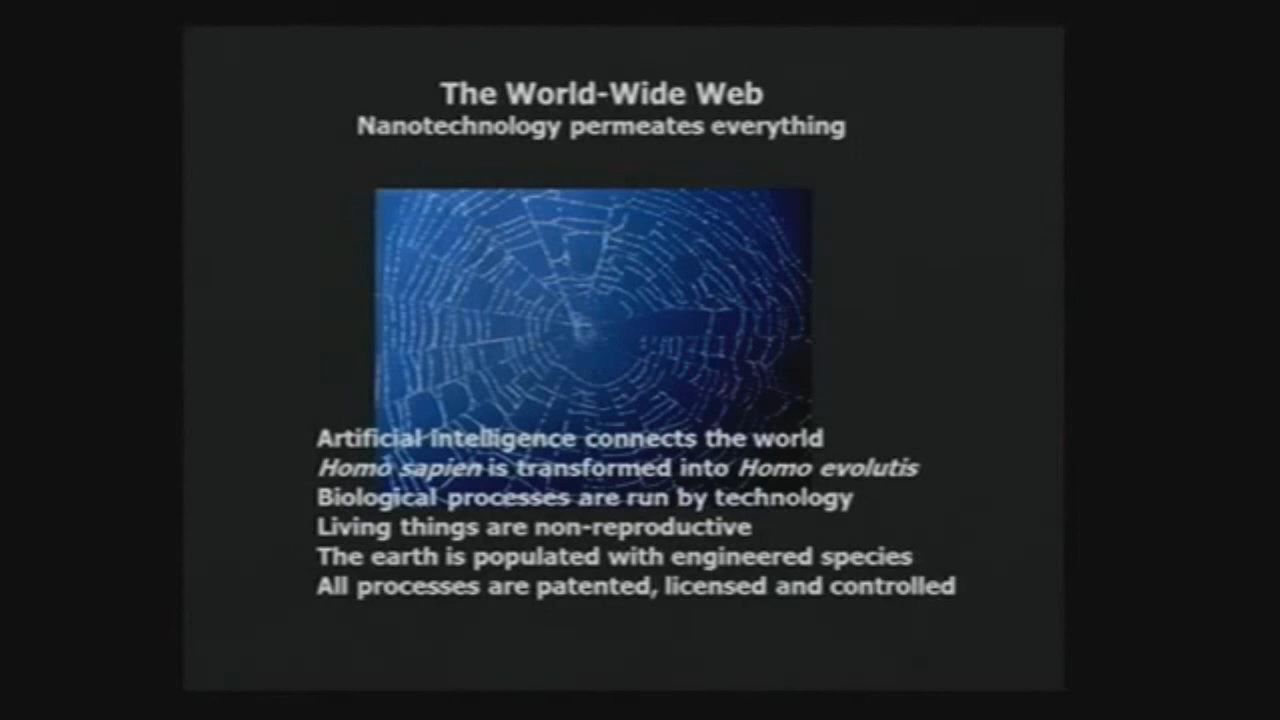 The World-Wide Web
Nanotechnology permeates everything
Artificial intelligence connects the world
Homo sapien is transformed into Homo evolutis
Biological processes are run by technology
Living things are non-reproductive
The earth is populated with engineered species
All processes are patented, licensed and controlled